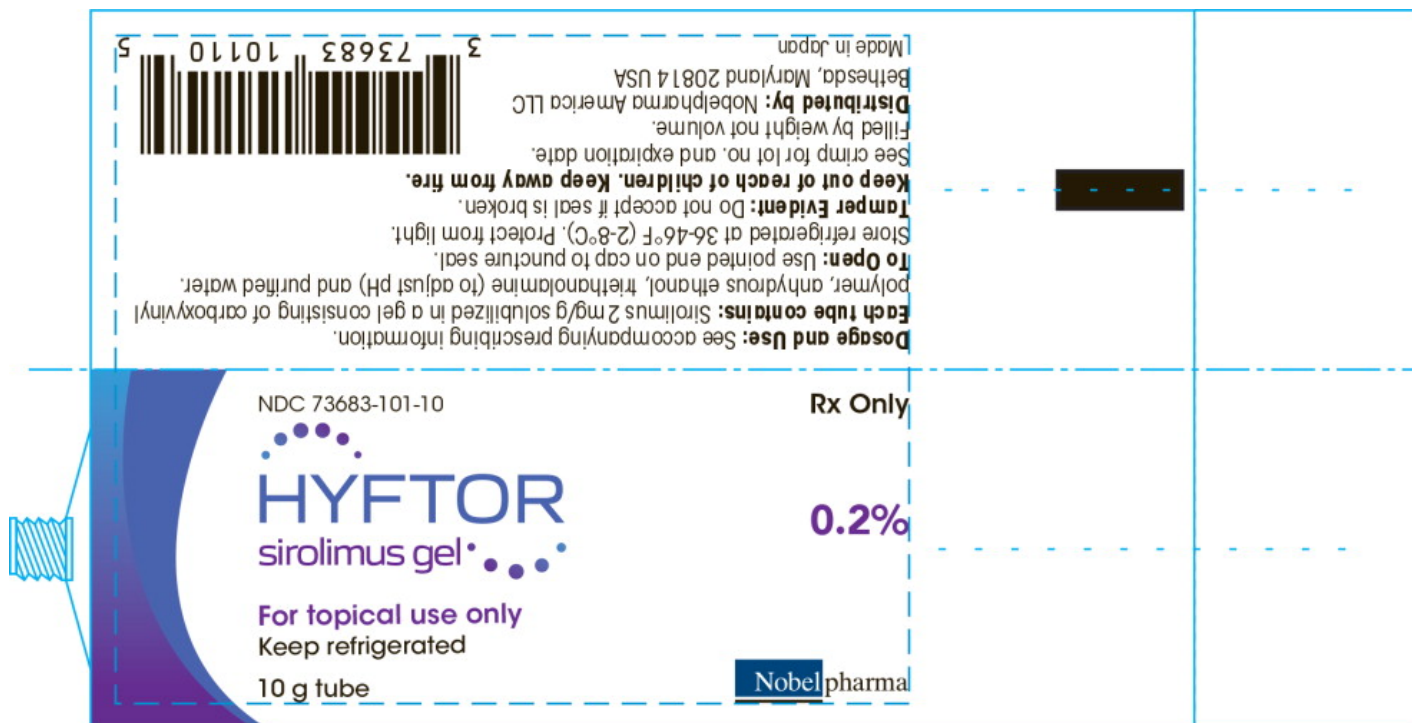 NDC 73683-101-10
Rx Only
HYFTOR
sirolimus gel
0.2%
For topical use only
Keep refrigerated
10 g tube
Nobelpharma
Dosage and Use: See accompanying prescribing information.
Each tube contains: Sirolimus 2 mg/g solubilized in a gel consisting of carboxyvinyl
polymer, anhydrous ethanol, triethanolamine (to adjust pH) and purified water.
To Open: Use pointed end on cap to puncture seal.
Store refrigerated at 36-46°F (2-8°C). Protect from light.
Tamper Evident: Do not accept if seal is broken.
Keep out of reach of children. Keep away from fire.
See crimp for lot no. and expiration date.
Filled by weight not volume.
Distributed by: Nobelpharma America LLC
Bethesda, Maryland 20814 USA
Made in Japan
3 73683 10110 5